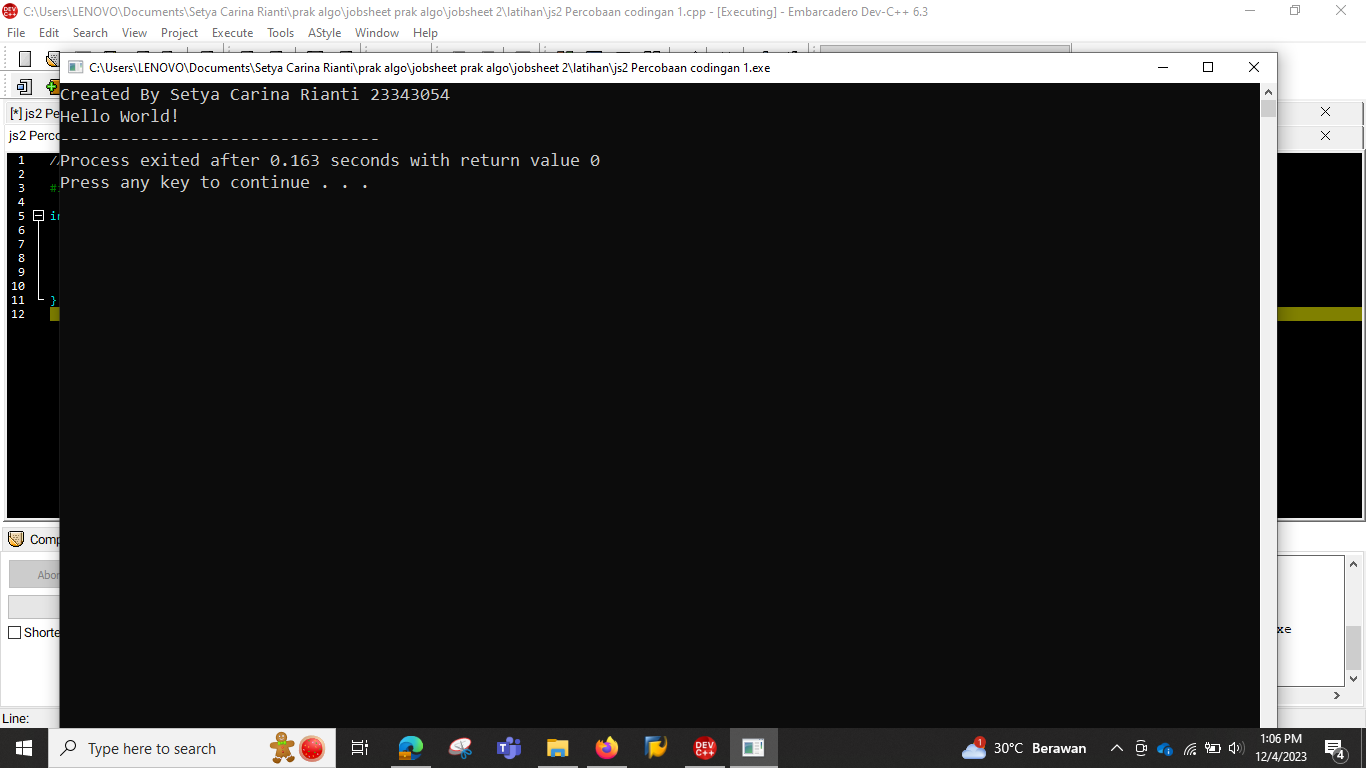 C:\Users\LENOVO\Documents\Setya Carina Rianti\prak algo\jobsheet prak algo\jobsheet 2\latihan\js2 Percobaan codingan 1.cpp - [Executing] - Embarcadero Dev-C++ 6.3
File Edit Search View Project Execute Tools AStyle Window Help
C:\Users\LENOVO\Documents\Setya Carina Rianti\prak algo\jobsheet prak algo\jobsheet 2\latihan\js2 Percobaan codingan 1.exe
Created By Setya Carina Rianti 23343054
Hello World!
--------------------------------
Process exited after 0.163 seconds with return value 0
Press any key to continue . . .
[*] js2 Pe
js2 Perco
1 //
2
3 #
4
5 in
6
7
8
9
10
11 }
12
Comp
Abor
Shorte
xe
Line:
Type here to search
DEV C++
1
30°C Berawan
1:06 PM
12/4/2023
4